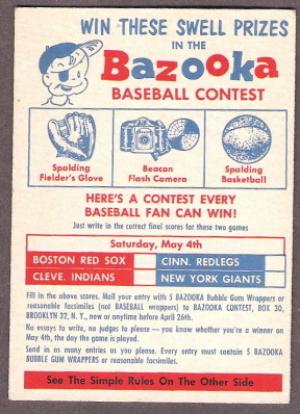 WIN THESE SWELL PRIZES
IN THE
Bazooka
BASEBALL CONTEST
Spalding
Fielder's Glove
Beacon
Flash Camera
Spalding
Basketball
HERE'S A CONTEST EVERY
BASEBALL FAN CAN WIN!
Just write in the correct final scores for these two games
Saturday, May 4th
BOSTON RED SOX
CINN. REDLEGS
CLEVE. INDIANS
NEW YORK GIANTS
Fill in the above scores. Mail your entry with 5 BAZOOKA Bubble Gum Wrappers or
reasonable facsimiles (not BASEBALL wrappers) to BAZOOKA CONTEST, BOX 30,
BROOKLYN 32, N. Y., now or anytime before April 26th.
No essays to write, no judges to please — you know whether you're a winner on
May 4th, the day the game is played.
Send in as many entries as you please. Every entry must contain 5 BAZOOKA
BUBBLE GUM WRAPPERS or reasonable facsimiles.
See The Simple Rules On The Other Side